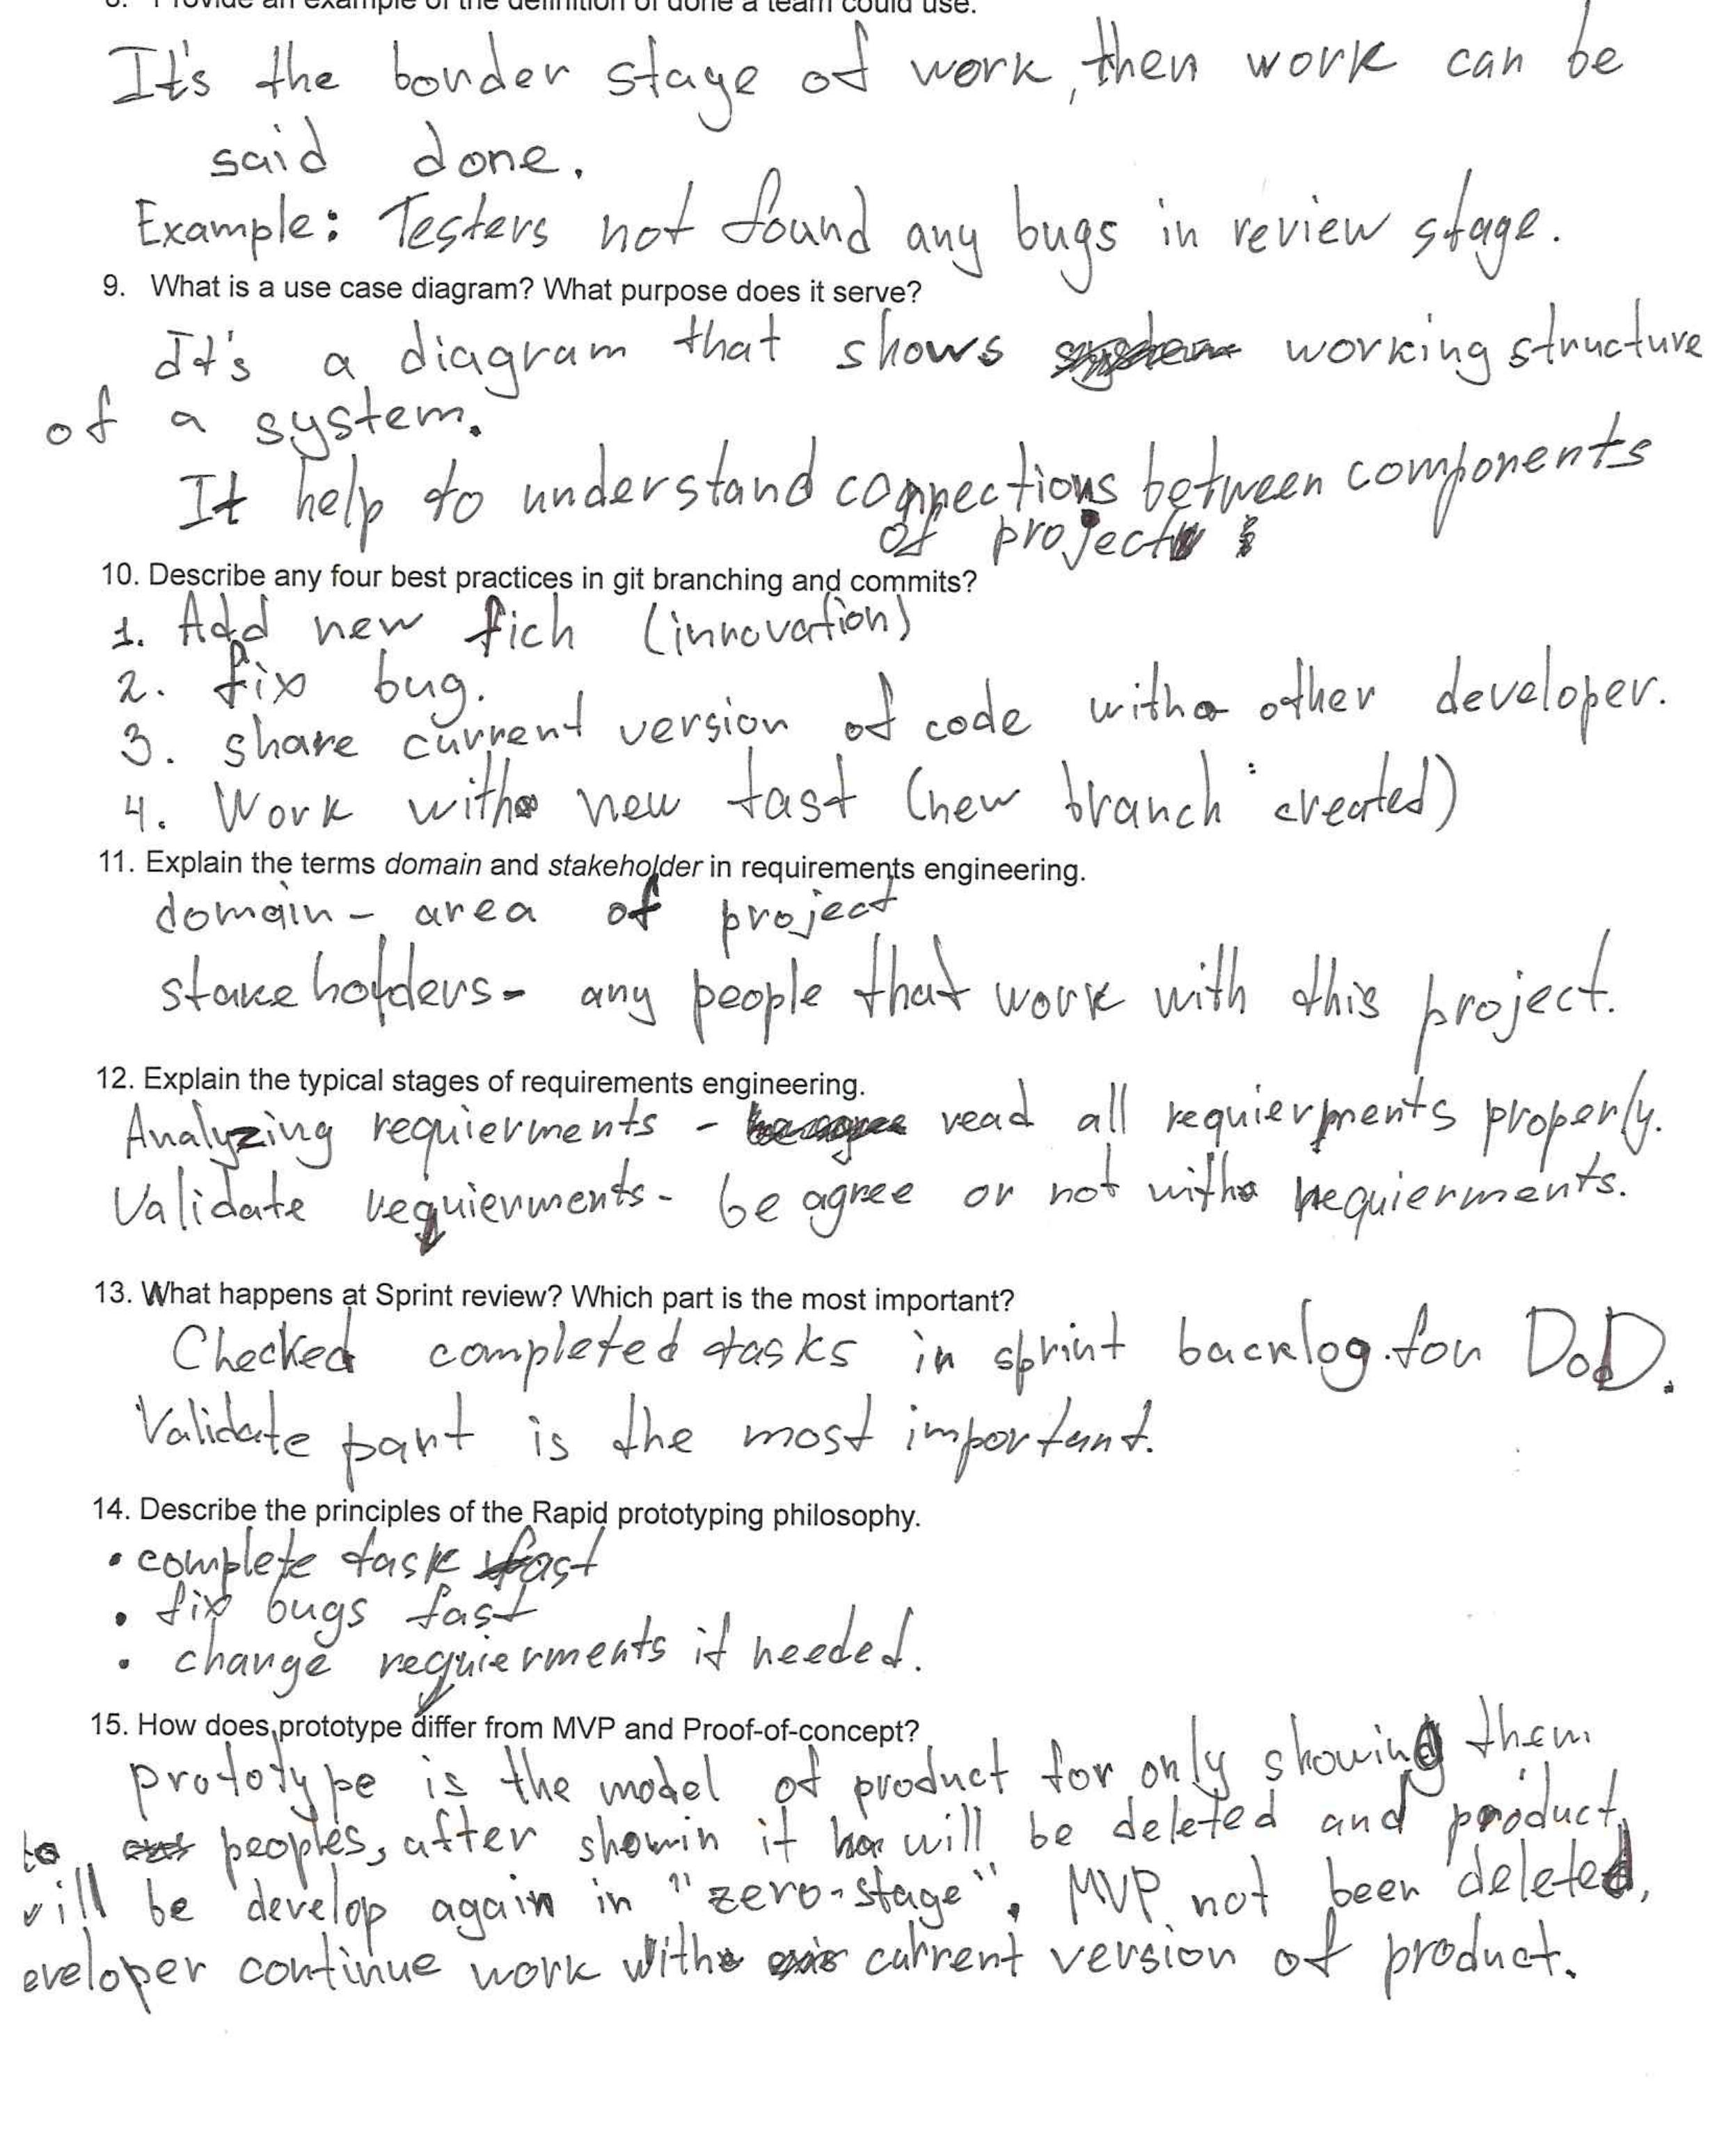 8. Provide an example of the definition of done a team could use.
It's the border stage of work, then work can be
said done.
Example: Testers not found any bugs in review stage.
9. What is a use case diagram? What purpose does it serve?
It's a diagram that shows working structure
of a system.
It help to understand connections between components
of project
10. Describe any four best practices in git branching and commits?
1. Add new fich (innovation)
2. fix bug.
3. share current version of code with other developer.
4. Work with new tast (new branch created)
11. Explain the terms domain and stakeholder in requirements engineering.
domain - area of project
stakeholders - any people that work with this project.
12. Explain the typical stages of requirements engineering.
Analyzing requierments - read all requierments properly.
Validate requierments - be agree or not with requierments.
13. What happens at Sprint review? Which part is the most important?
Checked completed tasks in sprint backlog for DoD.
Validate part is the most important.
14. Describe the principles of the Rapid prototyping philosophy.
• complete task fast
• fix bugs fast
• change requierments if needed.
15. How does prototype differ from MVP and Proof-of-concept?
prototype is the model of product for only showing them
to peoples, after showin it will be deleted and product
will be develop again in "zero-stage". MVP not been deleted,
eveloper continue work with current version of product.